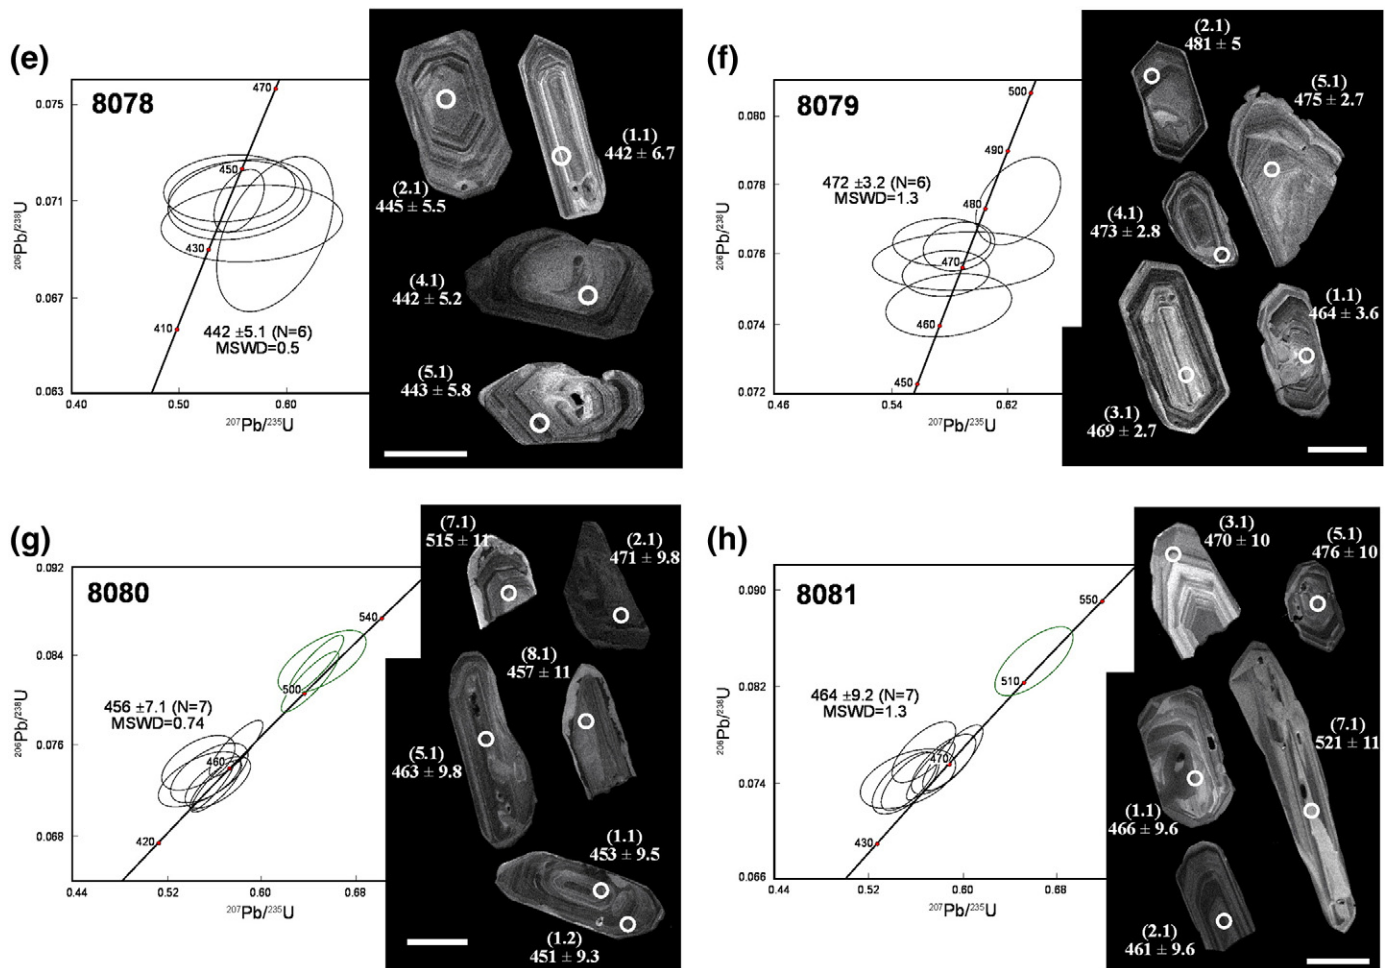 (e)
8078
0.075
0.071
0.067
0.063
²⁰⁶Pb/²³⁸U
470
450
430
410
442 ±5.1 (N=6)
MSWD=0.5
0.40
0.50
0.60
²⁰⁷Pb/²³⁵U
(2.1)
445 ± 5.5
(1.1)
442 ± 6.7
(4.1)
442 ± 5.2
(5.1)
443 ± 5.8
(f)
8079
0.080
0.078
0.076
0.074
0.072
²⁰⁶Pb/²³⁸U
500
490
480
470
460
450
472 ±3.2 (N=6)
MSWD=1.3
0.46
0.54
0.62
²⁰⁷Pb/²³⁵U
(2.1)
481 ± 5
(5.1)
475 ± 2.7
(4.1)
473 ± 2.8
(1.1)
464 ± 3.6
(3.1)
469 ± 2.7
(g)
8080
0.092
0.084
0.076
0.068
²⁰⁶Pb/²³⁸U
540
500
460
420
456 ±7.1 (N=7)
MSWD=0.74
0.44
0.52
0.60
0.68
²⁰⁷Pb/²³⁵U
(7.1)
515 ± 11
(2.1)
471 ± 9.8
(8.1)
457 ± 11
(5.1)
463 ± 9.8
(1.1)
453 ± 9.5
(1.2)
451 ± 9.3
(h)
8081
0.090
0.082
0.074
0.066
²⁰⁶Pb/²³⁸U
550
510
470
430
464 ±9.2 (N=7)
MSWD=1.3
0.44
0.52
0.60
0.68
²⁰⁷Pb/²³⁵U
(3.1)
470 ± 10
(5.1)
476 ± 10
(7.1)
521 ± 11
(1.1)
466 ± 9.6
(2.1)
461 ± 9.6